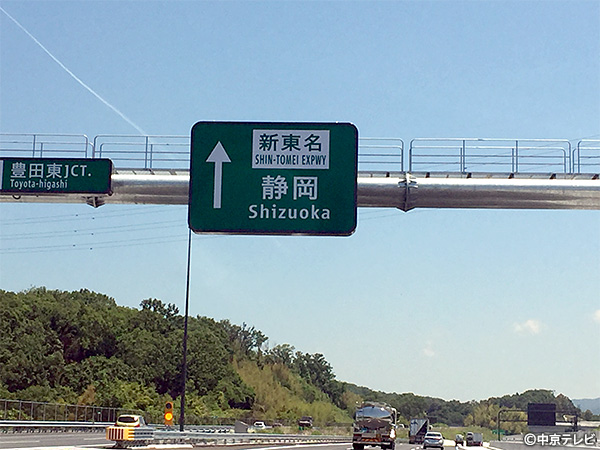 豊田東JCT.
Toyota-higashi
新東名
SHIN-TOMEI EXPWY
静岡
Shizuoka
©中京テレビ